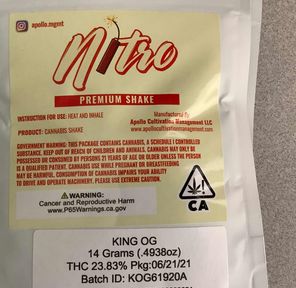 apollo.mgmt
Nitro
PREMIUM SHAKE
INSTRUCTION FOR USE: HEAT AND INHALE
PRODUCT: CANNABIS SHAKE
Manufactured By
Apollo Cultivation Management LLC
www.apollocultivationmanagement.com
GOVERNMENT WARNING: THIS PACKAGE CONTAINS CANNABIS, A SCHEDULE I CONTROLLED
SUBSTANCE. KEEP OUT OF REACH OF CHILDREN AND ANIMALS. CANNABIS MAY ONLY BE
POSSESSED OR CONSUMED BY PERSONS 21 YEARS OF AGE OR OLDER UNLESS THE PERSON
IS A QUALIFIED PATIENT. CANNABIS USE WHILE PREGNANT OR BREASTFEEDING
MAY BE HARMFUL. CONSUMPTION OF CANNABIS IMPAIRS YOUR ABILITY
TO DRIVE AND OPERATE MACHINERY. PLEASE USE EXTREME CAUTION.
WARNING:
Cancer and Reproductive Harm
www.P65Warnings.ca.gov
CA
KING OG
14 Grams (.4938oz)
THC 23.83% Pkg:06/21/21
Batch ID: KOG61920A